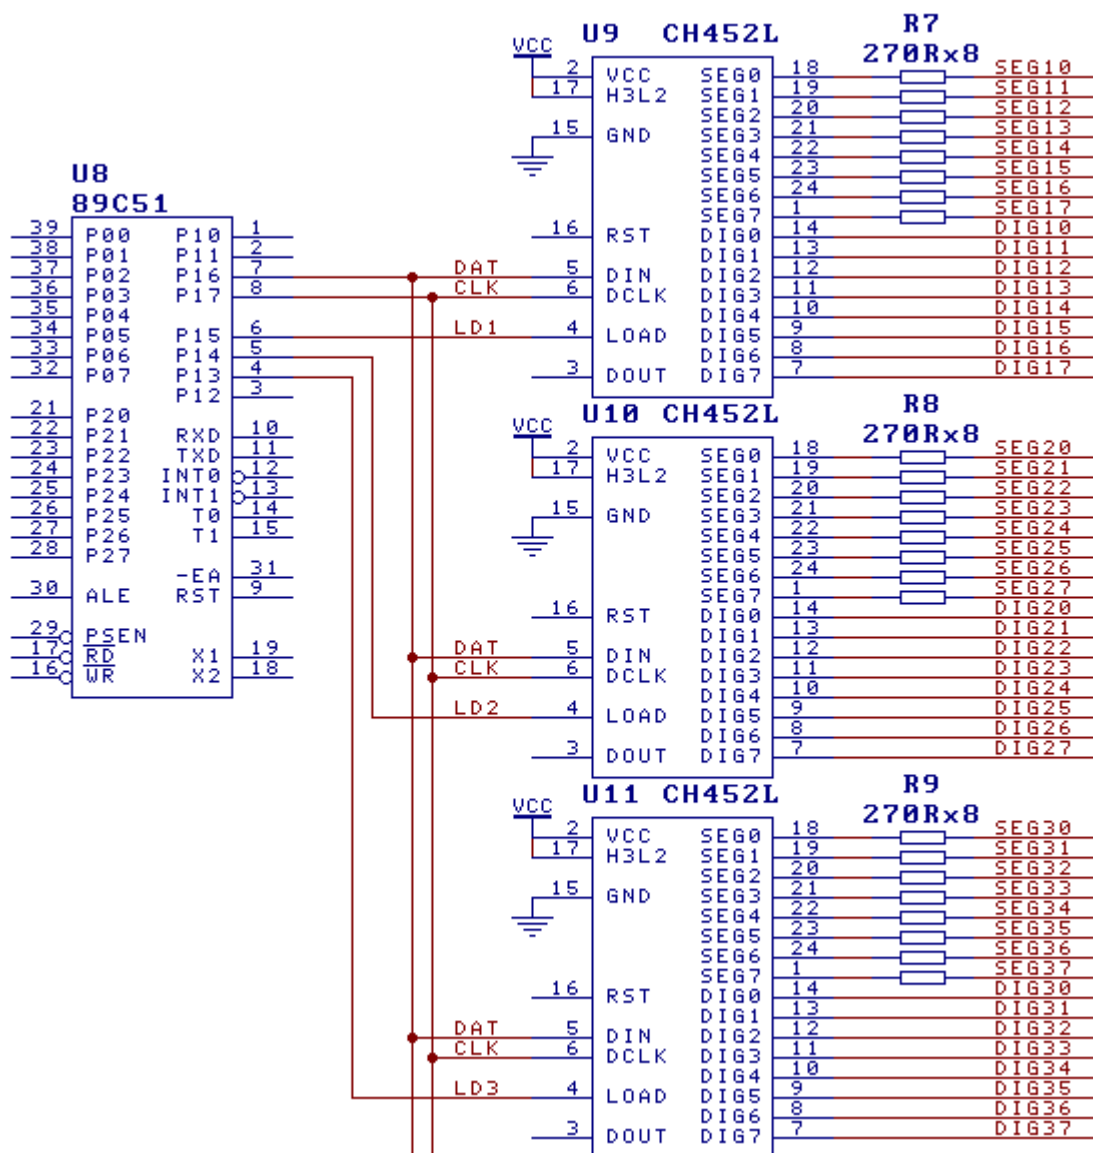 U8
89C51
39 P00 P10 1
38 P01 P11 2
37 P02 P16 7
36 P03 P17 8
35 P04
34 P05 P15 6
33 P06 P14 5
32 P07 P13 4
P12 3
21 P20
22 P21 RXD 10
23 P22 TXD 11
24 P23 INT0 12
25 P24 INT1 13
26 P25 T0 14
27 P26 T1 15
28 P27
-EA 31
30 ALE RST 9
29 PSEN
17 RD X1 19
16 WR X2 18
U9 CH452L
R7
270Rx8
VCC
2 VCC SEG0 18 SEG10
17 H3L2 SEG1 19 SEG11
SEG2 20 SEG12
15 GND SEG3 21 SEG13
SEG4 22 SEG14
SEG5 23 SEG15
SEG6 24 SEG16
SEG7 1 SEG17
16 RST DIG0 14 DIG10
DIG1 13 DIG11
DAT 5 DIN DIG2 12 DIG12
CLK 6 DCLK DIG3 11 DIG13
DIG4 10 DIG14
LD1 4 LOAD DIG5 9 DIG15
DIG6 8 DIG16
3 DOUT DIG7 7 DIG17
U10 CH452L
R8
270Rx8
VCC
2 VCC SEG0 18 SEG20
17 H3L2 SEG1 19 SEG21
SEG2 20 SEG22
15 GND SEG3 21 SEG23
SEG4 22 SEG24
SEG5 23 SEG25
SEG6 24 SEG26
SEG7 1 SEG27
16 RST DIG0 14 DIG20
DIG1 13 DIG21
DAT 5 DIN DIG2 12 DIG22
CLK 6 DCLK DIG3 11 DIG23
DIG4 10 DIG24
LD2 4 LOAD DIG5 9 DIG25
DIG6 8 DIG26
3 DOUT DIG7 7 DIG27
U11 CH452L
R9
270Rx8
VCC
2 VCC SEG0 18 SEG30
17 H3L2 SEG1 19 SEG31
SEG2 20 SEG32
15 GND SEG3 21 SEG33
SEG4 22 SEG34
SEG5 23 SEG35
SEG6 24 SEG36
SEG7 1 SEG37
16 RST DIG0 14 DIG30
DIG1 13 DIG31
DAT 5 DIN DIG2 12 DIG32
CLK 6 DCLK DIG3 11 DIG33
DIG4 10 DIG34
LD3 4 LOAD DIG5 9 DIG35
DIG6 8 DIG36
3 DOUT DIG7 7 DIG37